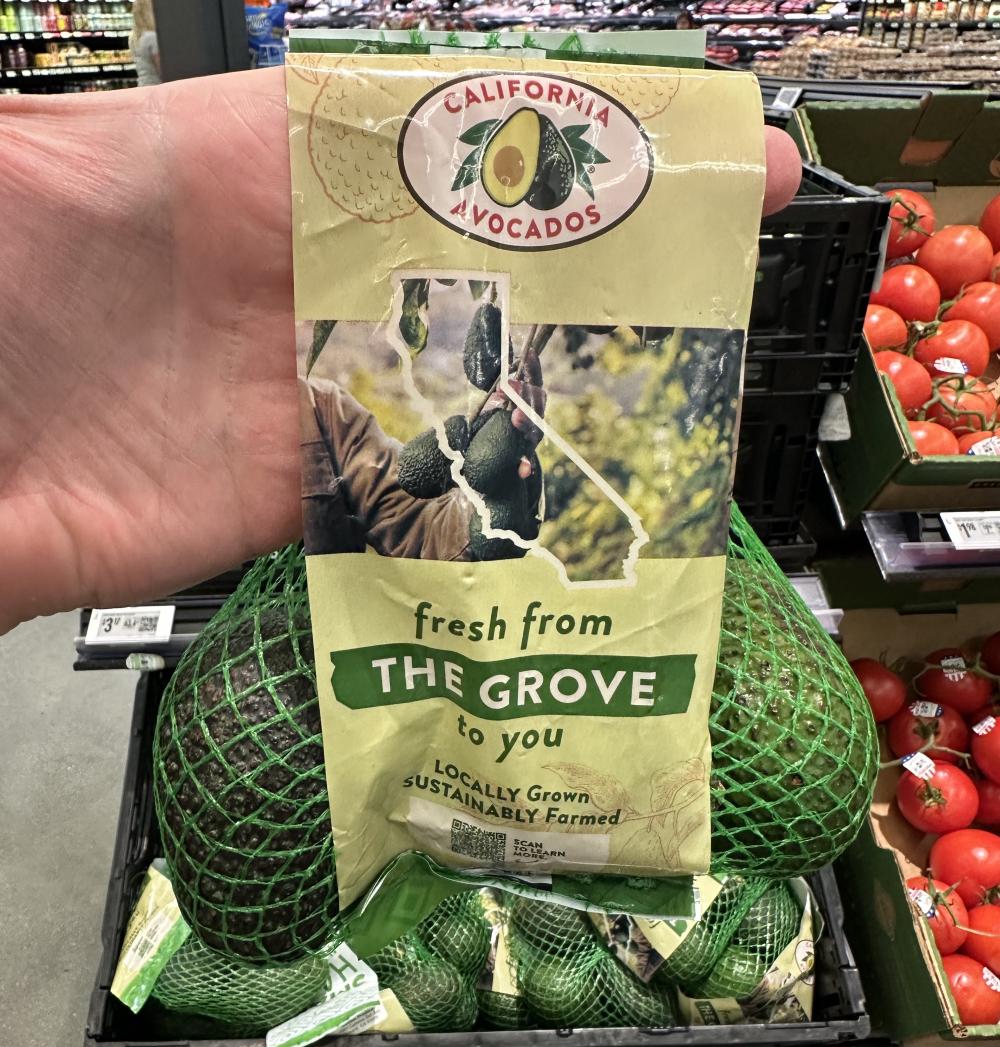 CALIFORNIA
AVOCADOS
®
fresh from
THE GROVE
to you
LOCALLY Grown
SUSTAINABLY Farmed
SCAN
TO LEARN
MORE